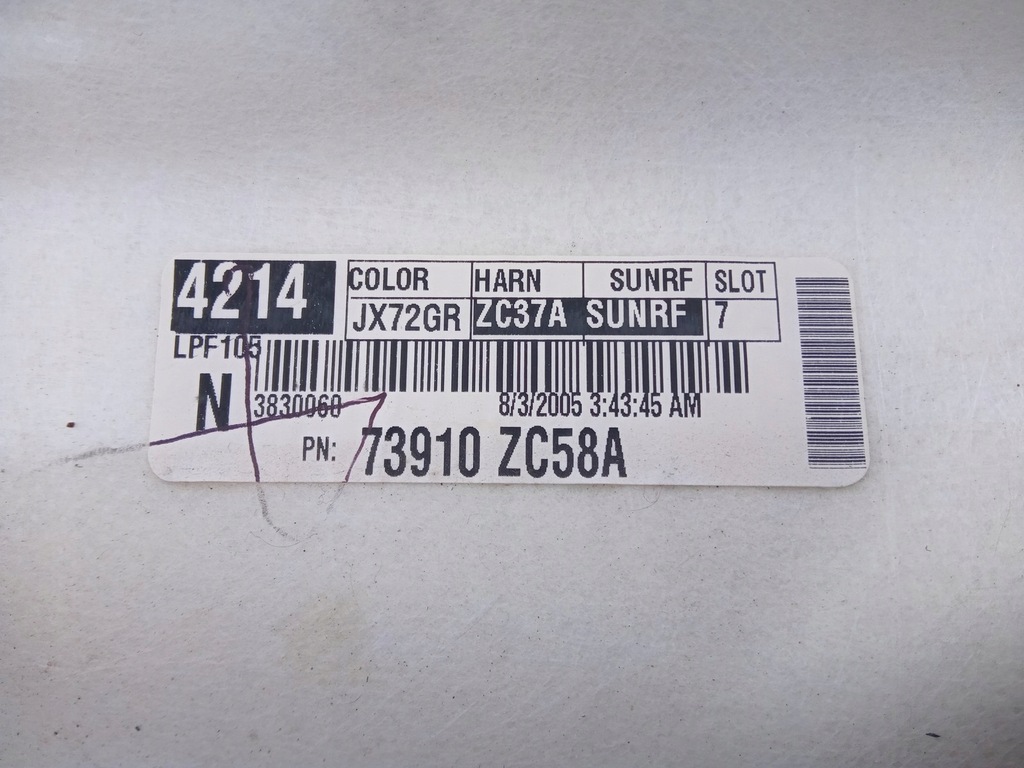 4214 COLOR HARN SUNRF SLOT
JX72GR ZC37A SUNRF 7
LPF105
N 3830060 8/3/2005 3:43:45 AM
PN: 73910 ZC58A